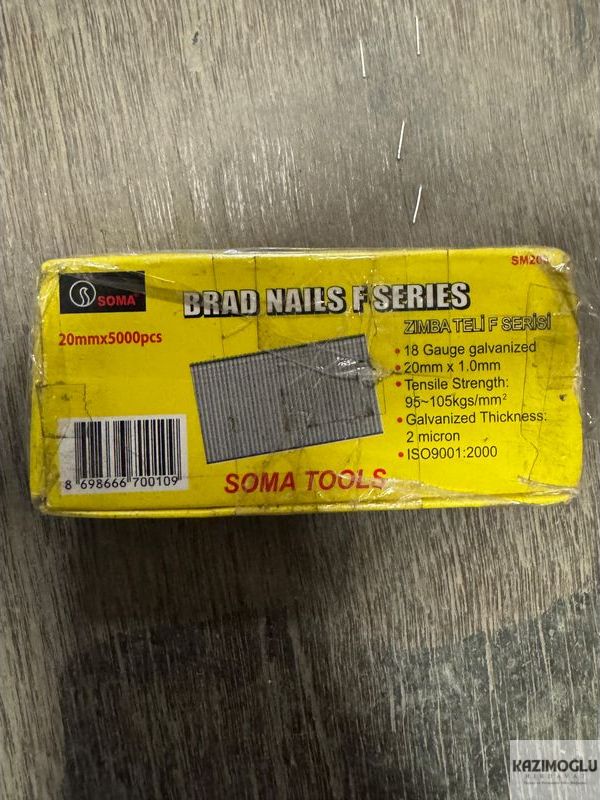 SOMA
BRAD NAILS F SERIES
20mmx5000pcs
ZIMBA TELİ F SERİSİ
• 18 Gauge galvanized
• 20mm x 1.0mm
• Tensile Strength:
95~105kgs/mm²
• Galvanized Thickness:
2 micron
• ISO9001:2000
8 698666 700109
SOMA TOOLS
KAZIMOGLU
HIRDAVAT